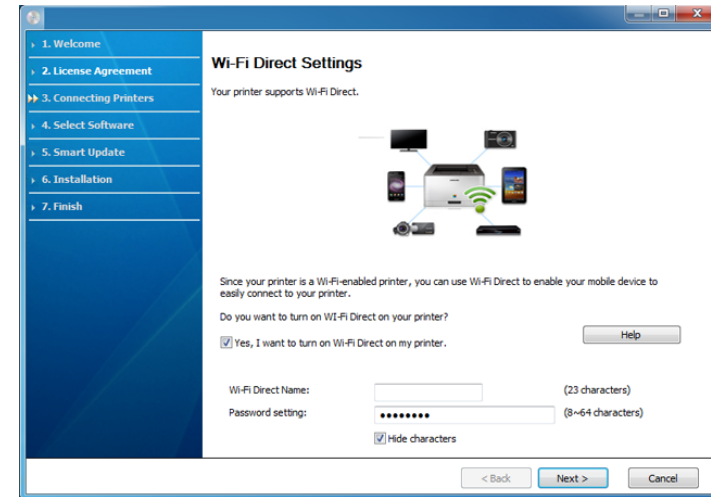 1. Welcome
2. License Agreement
3. Connecting Printers
4. Select Software
5. Smart Update
6. Installation
7. Finish
Wi-Fi Direct Settings
Your printer supports Wi-Fi Direct.
Since your printer is a Wi-Fi-enabled printer, you can use Wi-Fi Direct to enable your mobile device to
easily connect to your printer.
Do you want to turn on WI-Fi Direct on your printer?
Yes, I want to turn on Wi-Fi Direct on my printer.
Help
Wi-Fi Direct Name: (23 characters)
Password setting: •••••••• (8~64 characters)
Hide characters
< Back Next > Cancel